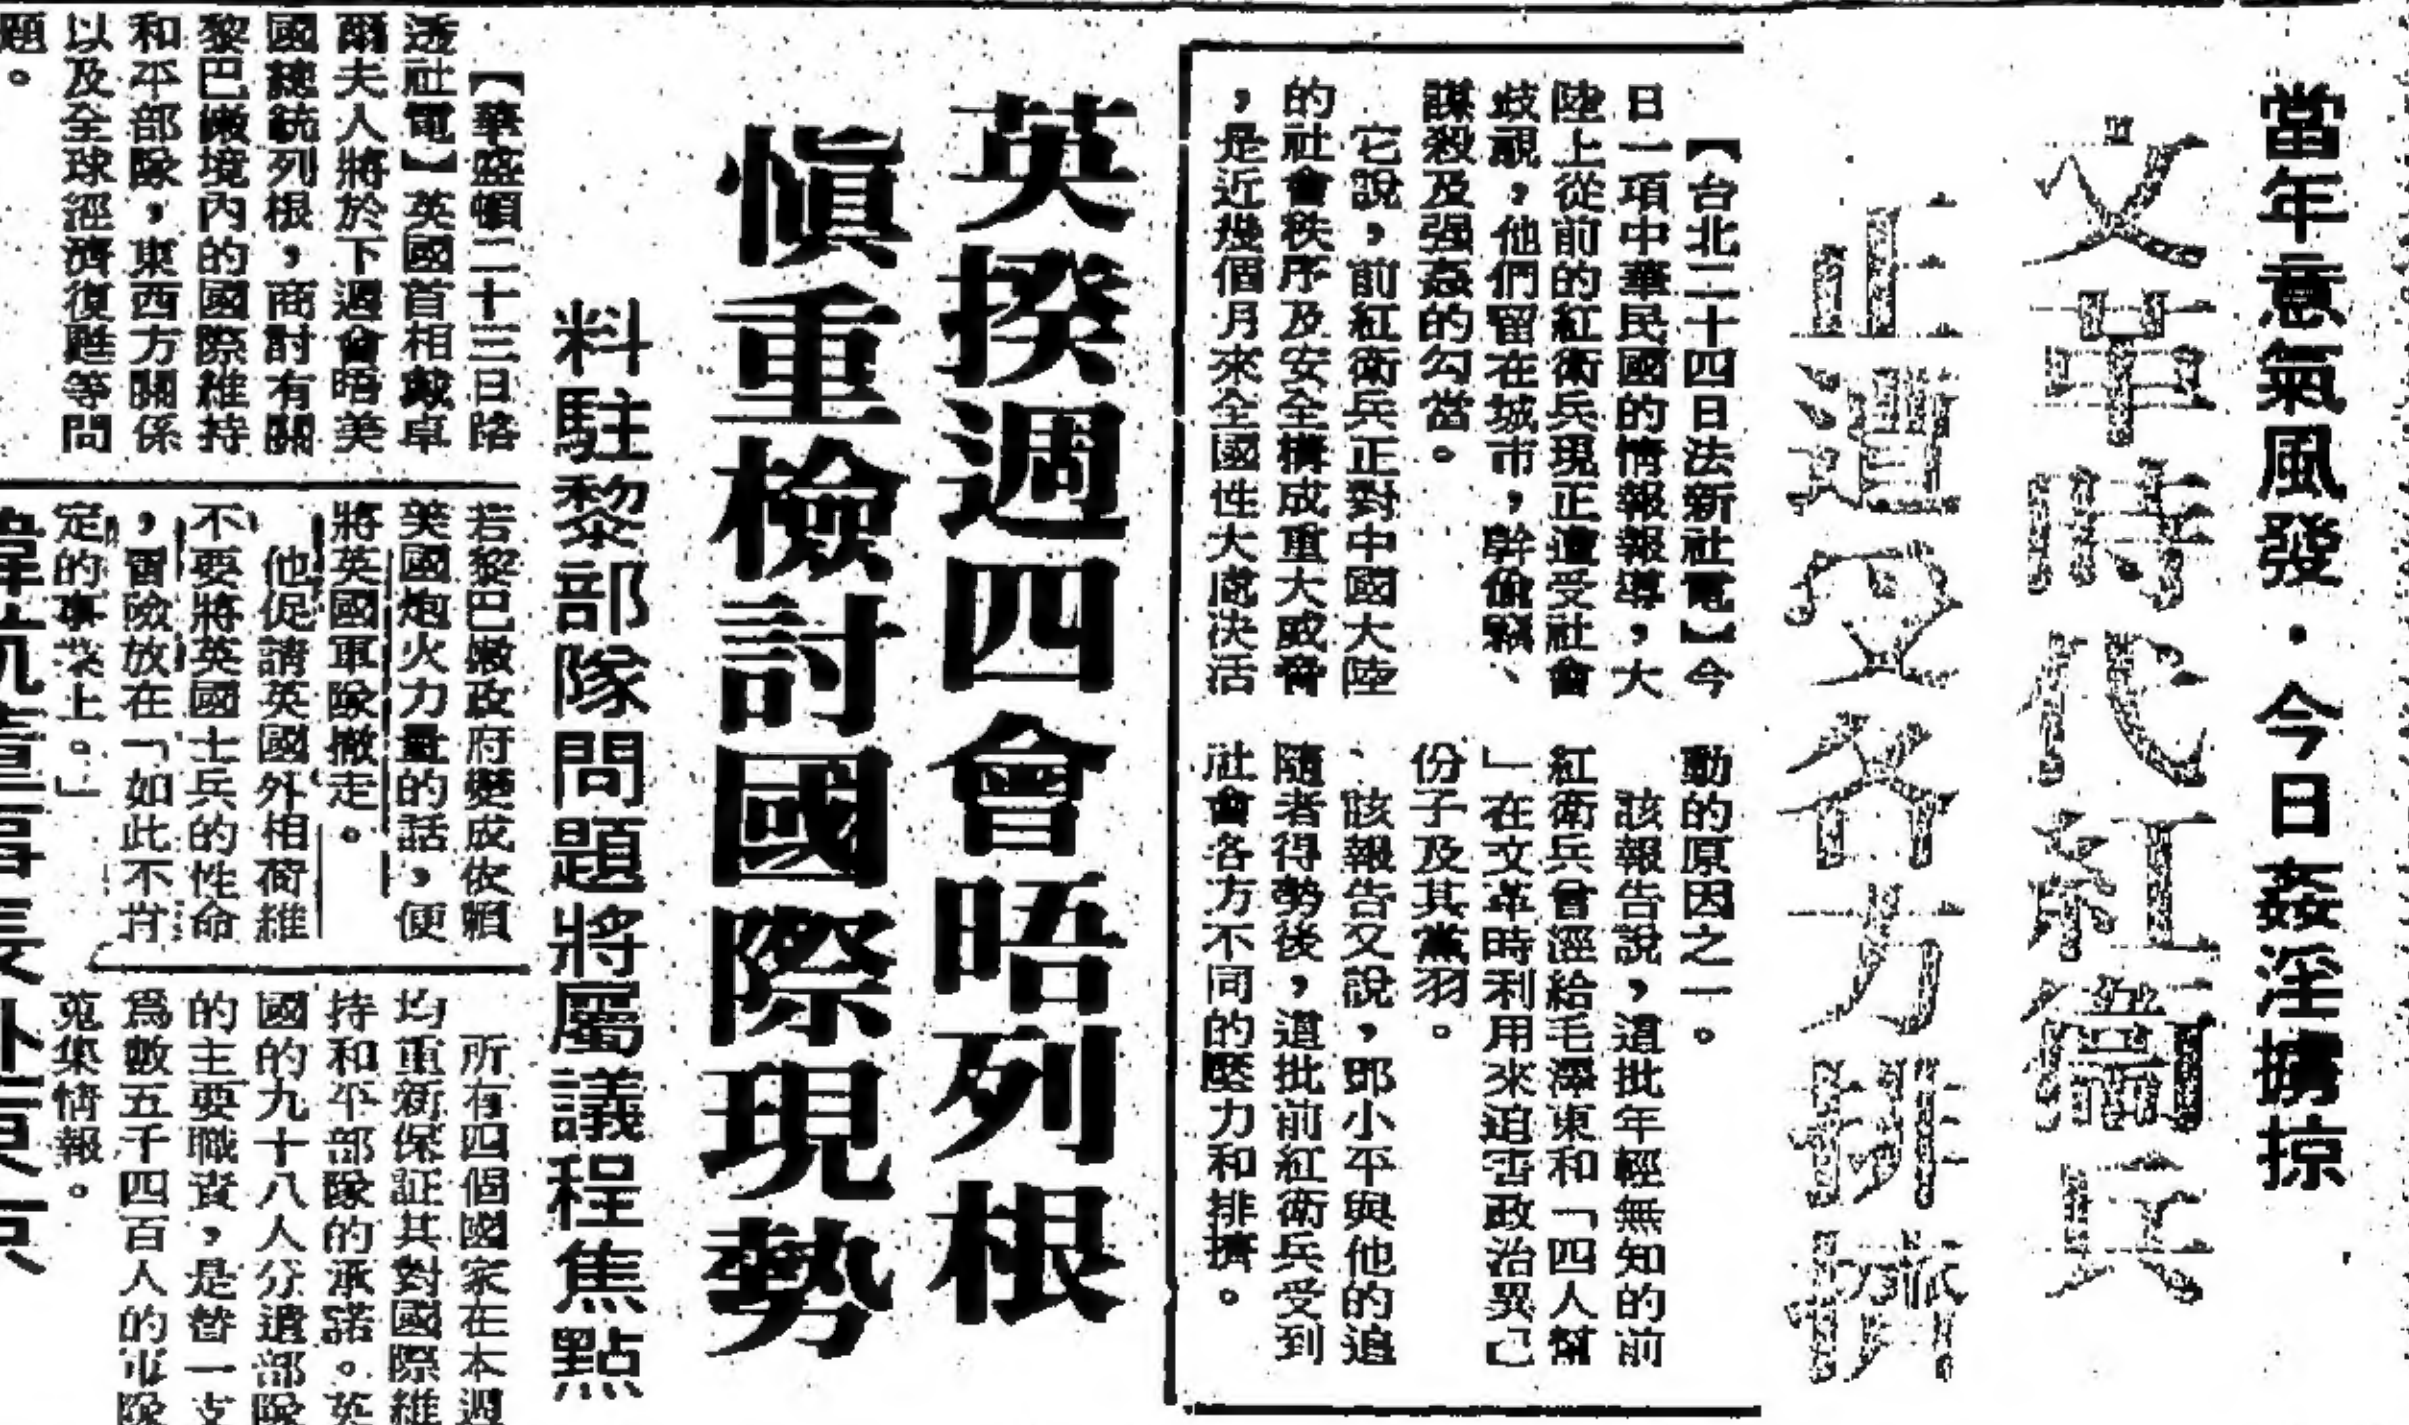 當年意氣風發·今日姦淫擄掠
文革時代紅衛兵
正遭受各方排擠
【台北二十四日法新社電】今
日一項中華民國的情報報導,大
陸上從前的紅衛兵現正遭受社會
歧視,他們留在城市,幹偷竊、
謀殺及强姦的勾當。
它說,前紅衛兵正對中國大陸
的社會秩序及安全構成重大威脅
,是近幾個月來全國性大處決活
動的原因之一。
該報告說,這批年輕無知的前
紅衛兵曾經給毛澤東和「四人幫
」在文革時利用來迫害政治異己
份子及其黨羽。
、該報告又說,鄧小平與他的追
隨者得勢後,這批前紅衛兵受到
社會各方不同的壓力和排擠。
英揆週四會晤列根
慎重檢討國際現勢
料駐黎部隊問題將屬議程焦點
【華盛頓二十三日路
透社電】英國首相戴卓
爾夫人將於下週會晤美
國總統列根,商討有關
黎巴嫩境內的國際維持
和平部隊,東西方關係
以及全球經濟復甦等問
題。
若黎巴嫩政府變成依賴
美國炮火力量的話,便
將英國軍隊撤走。
他促請英國外相荷維
不要將英國士兵的性命
,冒險放在「如此不肯
定的事業上。」
所有四個國家在本週
均重新保証其對國際維
持和平部隊的承諾。英
國的九十八人分遣部隊
的主要職責,是替一支
爲數五千四百人的軍隊
蒐集情報。